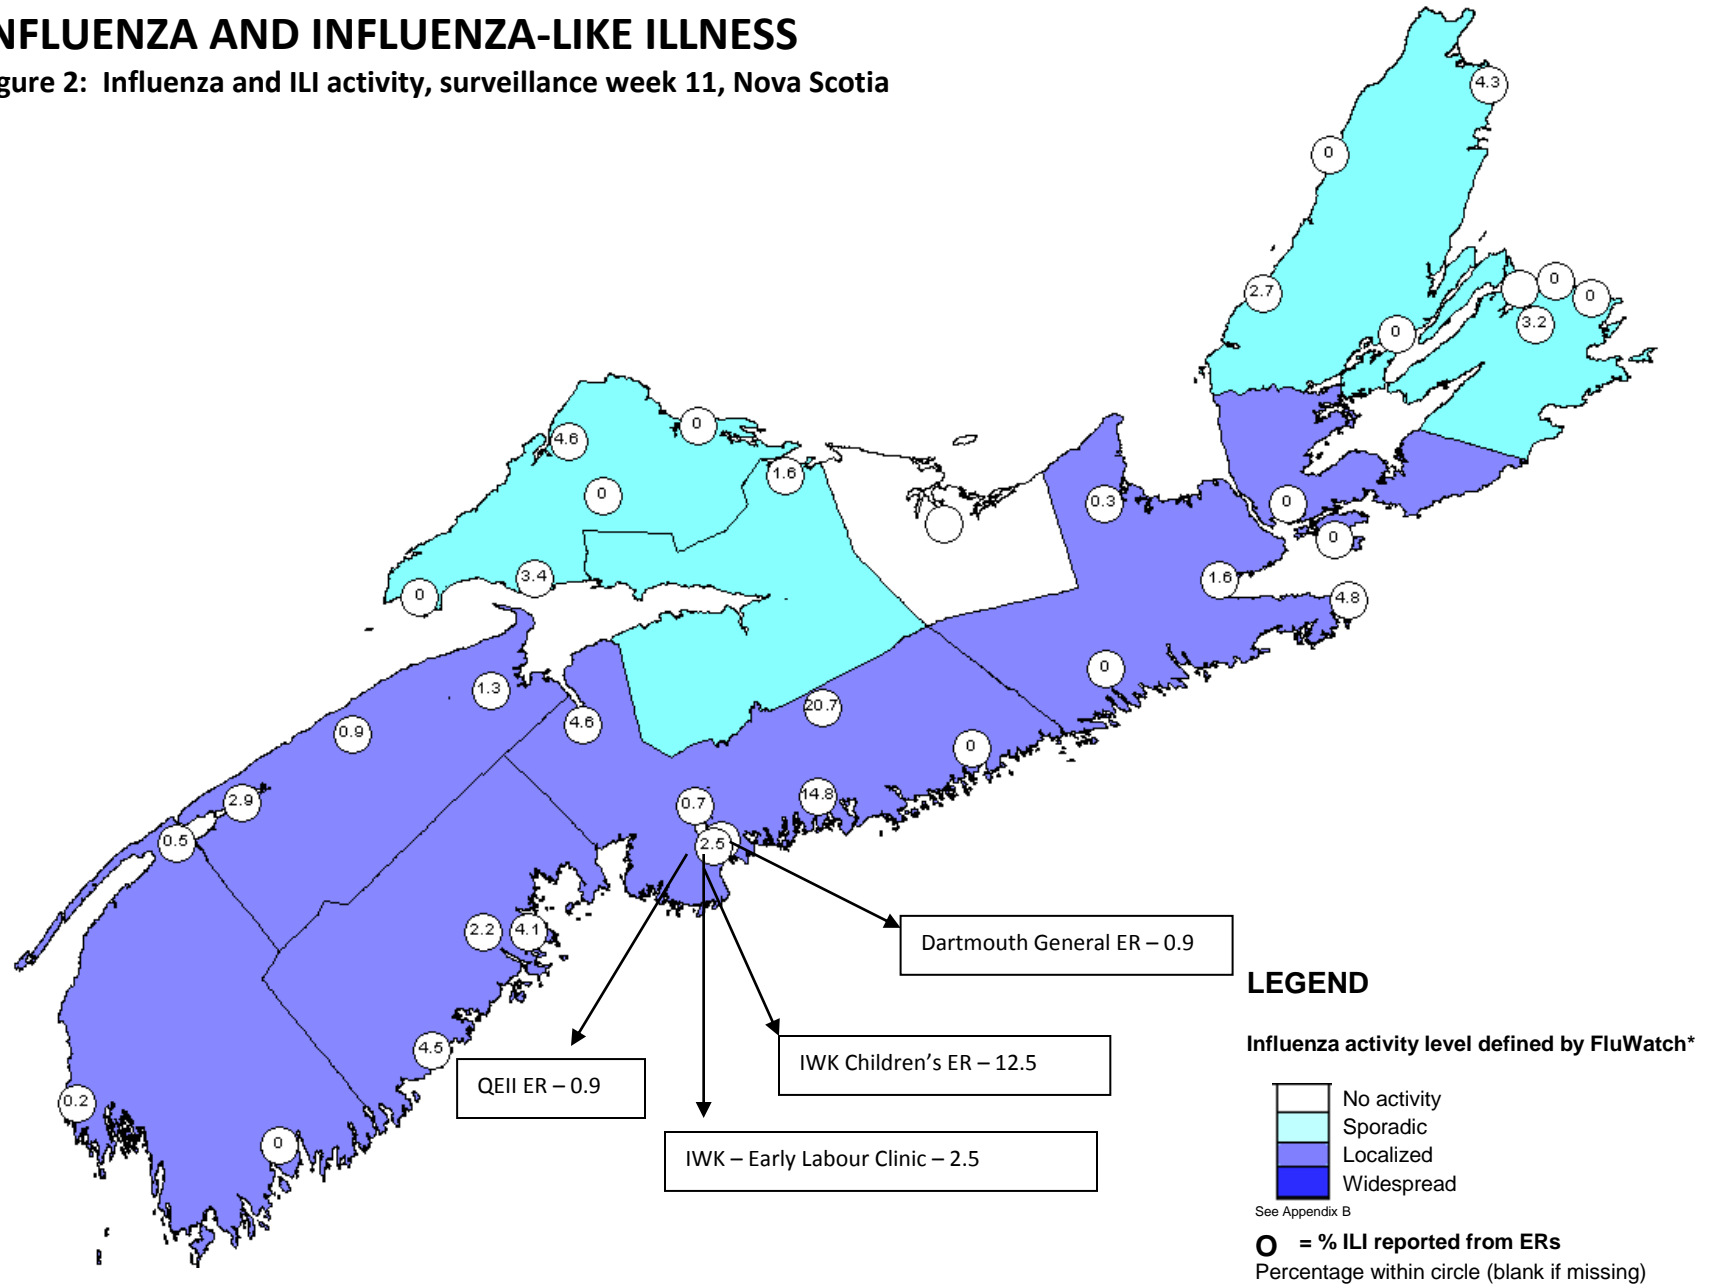 NFLUENZA AND INFLUENZA-LIKE ILLNESS
gure 2: Influenza and ILI activity, surveillance week 11, Nova Scotia
4.3
0
2.7
0
0
0
3.2
0
4.6
0
1.6
0
0.3
0
0
3.4
0
1.6
4.8
0
1.3
4.6
20.7
0.9
0
2.9
0.7
14.8
0.5
2.5
2.2
4.1
4.5
0.2
0
Dartmouth General ER – 0.9
IWK Children's ER – 12.5
QEII ER – 0.9
IWK – Early Labour Clinic – 2.5
LEGEND
Influenza activity level defined by FluWatch*
No activity
Sporadic
Localized
Widespread
See Appendix B
O = % ILI reported from ERs
Percentage within circle (blank if missing)